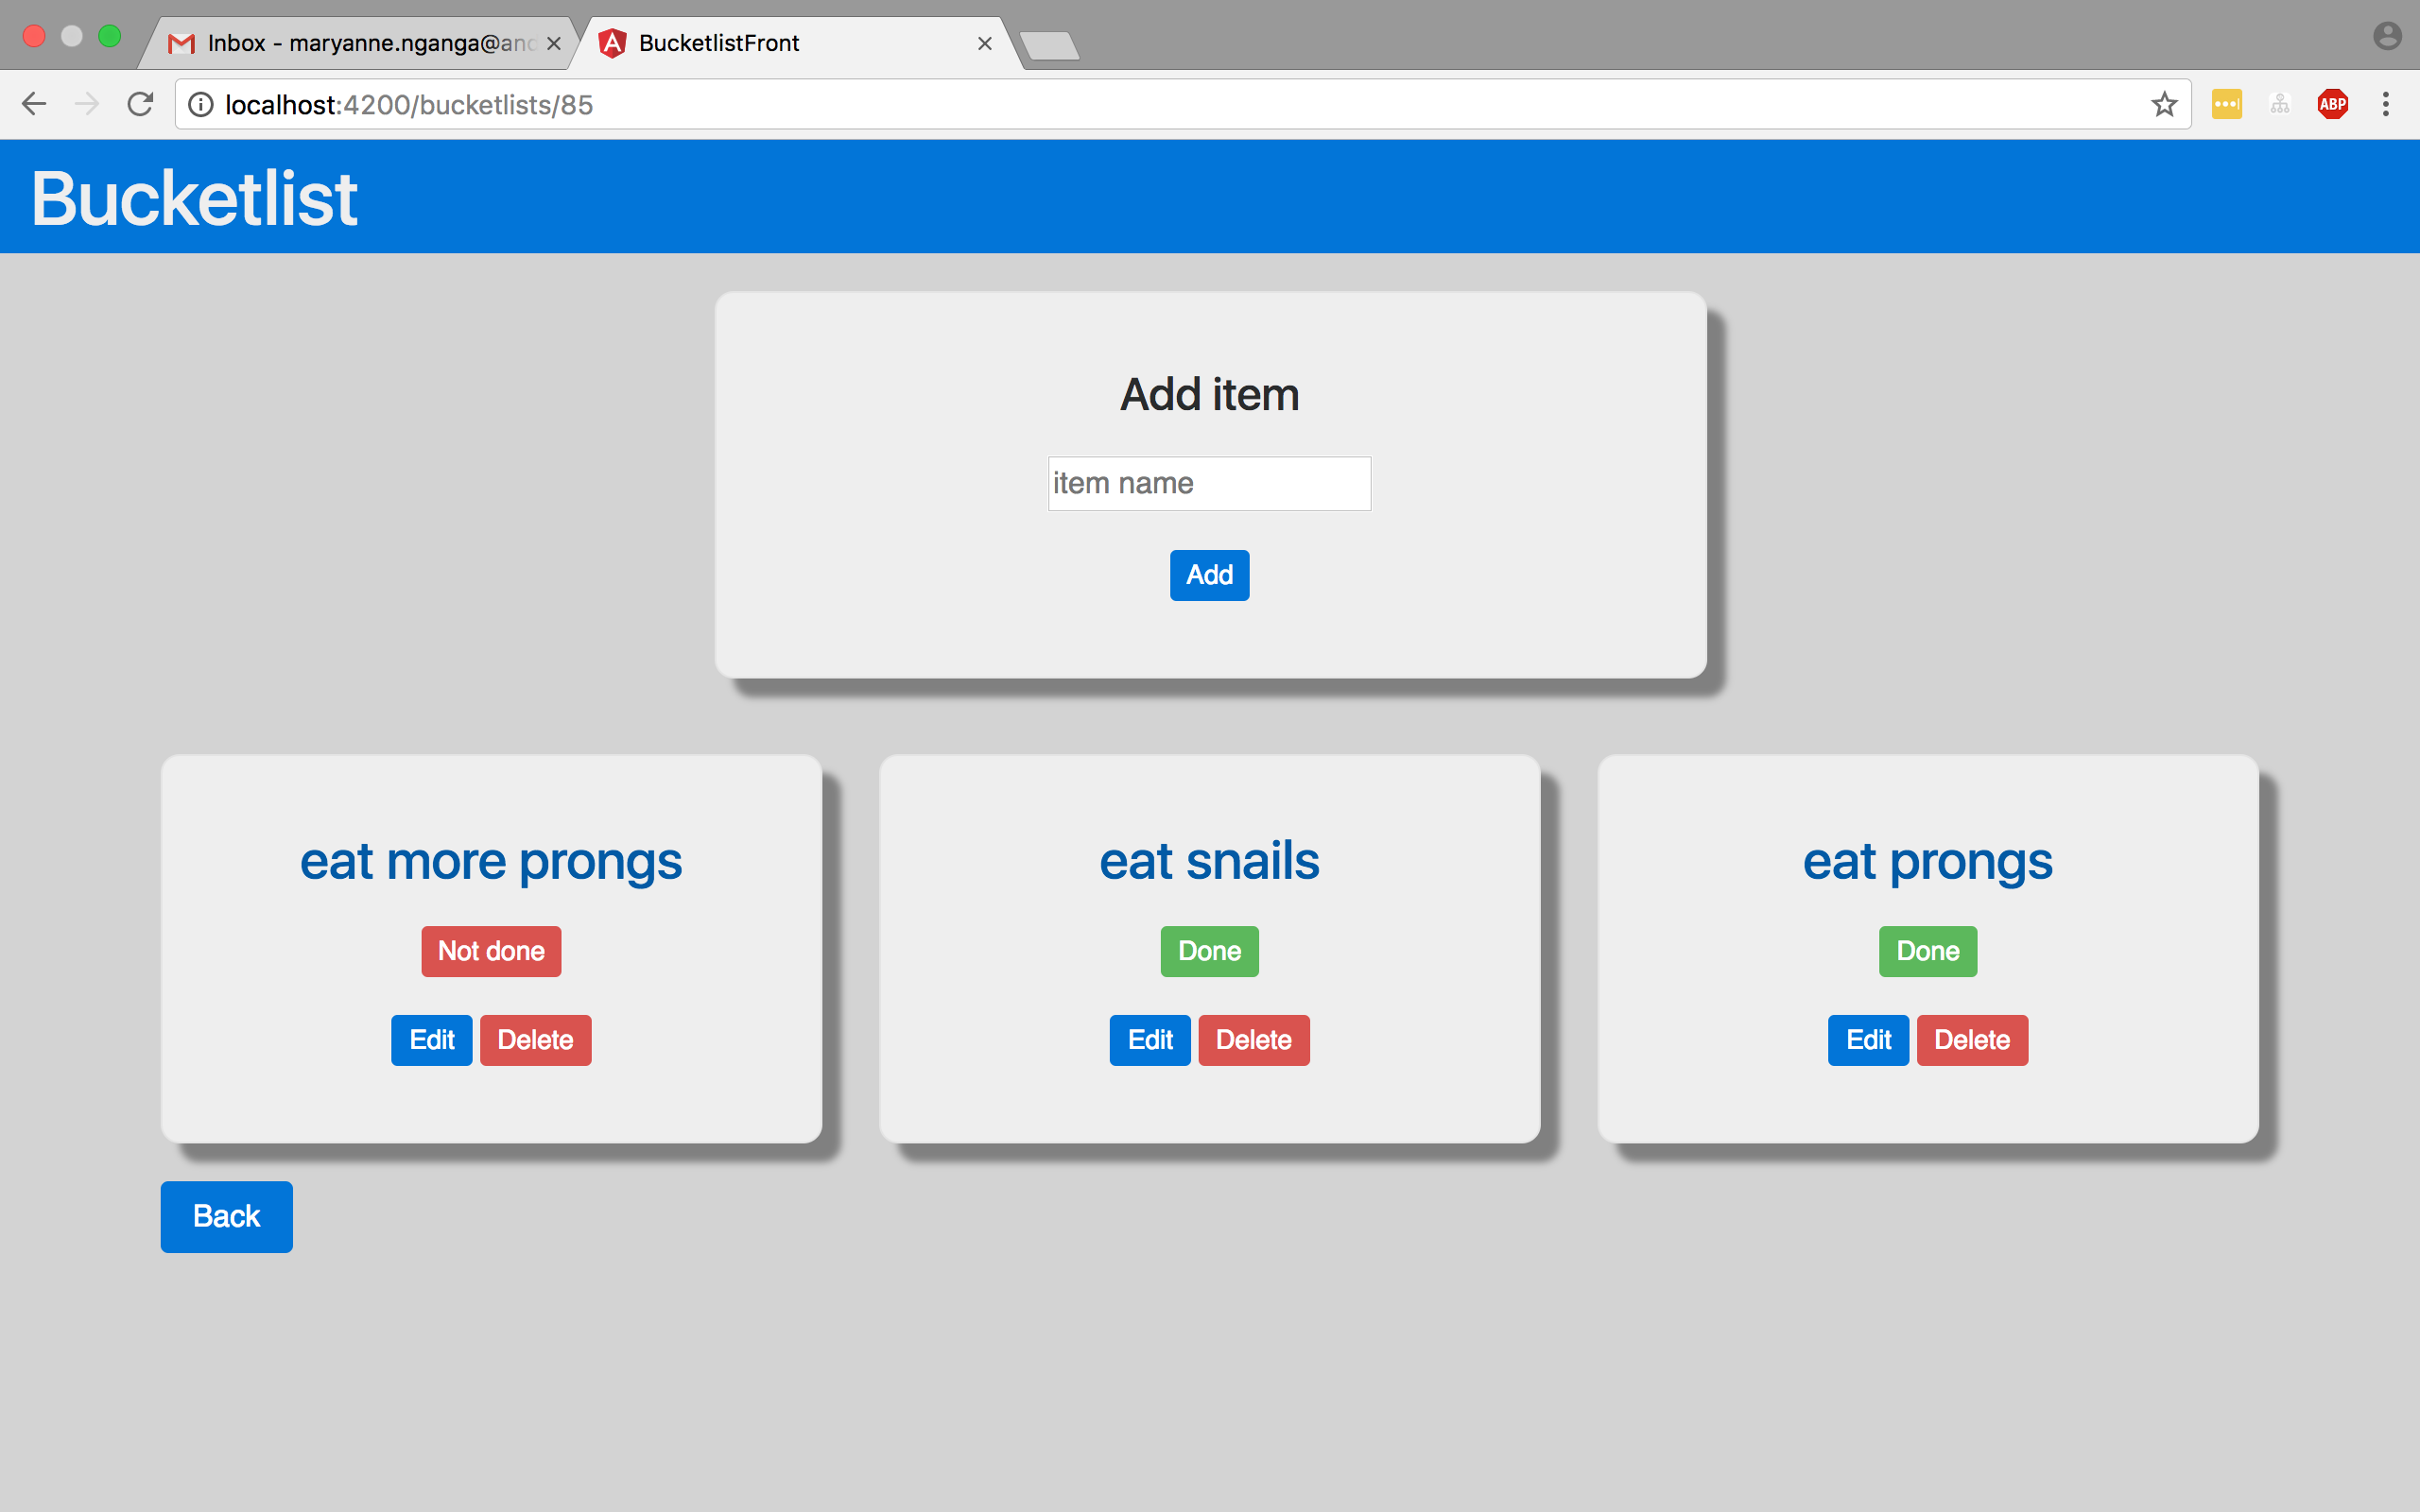 Inbox - maryanne.nganga@and
BucketlistFront
localhost:4200/bucketlists/85
ABP
Bucketlist
Add item
item name
Add
eat more prongs
Not done
Edit Delete
eat snails
Done
Edit Delete
eat prongs
Done
Edit Delete
Back